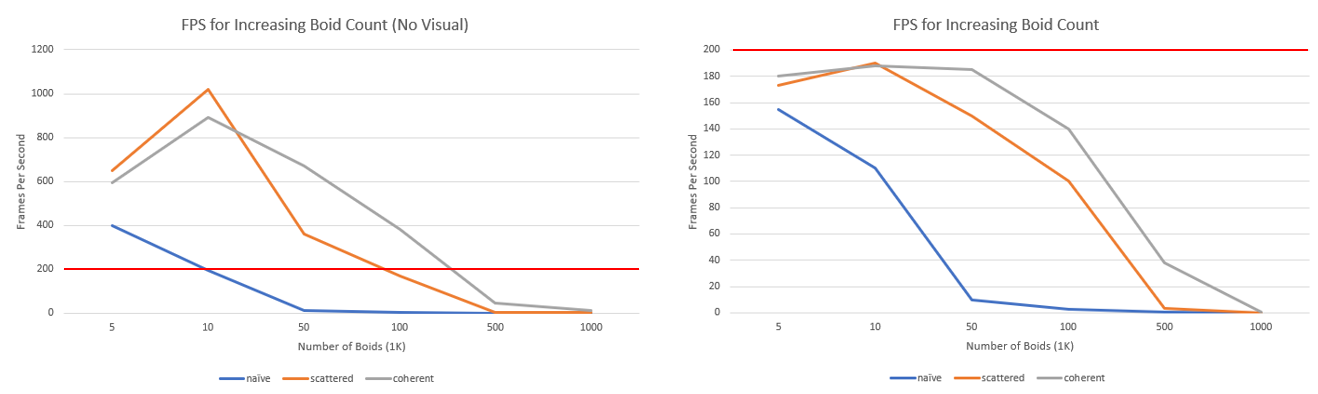 FPS for Increasing Boid Count (No Visual)
1200
1000
800
600
400
200
0
Frames Per Second
5 10 50 100 500 1000
Number of Boids (1K)
naïve scattered coherent
FPS for Increasing Boid Count
200
180
160
140
120
100
80
60
40
20
0
Frames Per Second
5 10 50 100 500 1000
Number of Boids (1K)
naïve scattered coherent